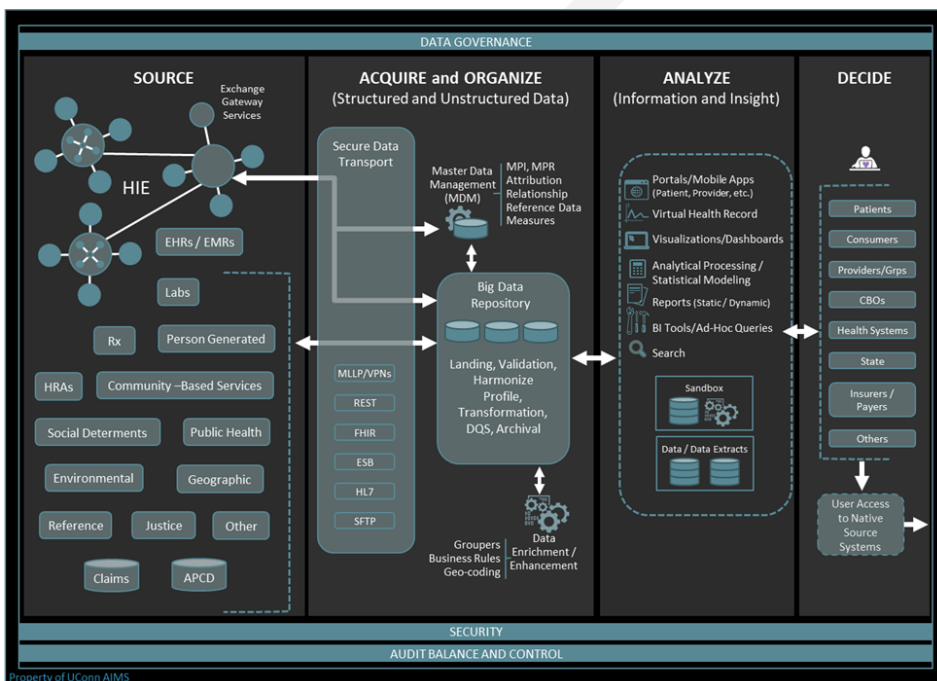 DATA GOVERNANCE
SOURCE
Exchange
Gateway
Services
HIE
EHRs / EMRs
Labs
Rx
Person Generated
HRAs
Community –Based Services
Social Determents
Public Health
Environmental
Geographic
Reference
Justice
Other
Claims
APCD
ACQUIRE and ORGANIZE
(Structured and Unstructured Data)
Secure Data
Transport
MLLP/VPNs
REST
FHIR
ESB
HL7
SFTP
Master Data
Management
(MDM)
MPI, MPR
Attribution
Relationship
Reference Data
Measures
Big Data
Repository
Landing, Validation,
Harmonize
Profile,
Transformation,
DQS, Archival
Groupers
Business Rules
Geo-coding
Data
Enrichment /
Enhancement
ANALYZE
(Information and Insight)
Portals/Mobile Apps
(Patient, Provider, etc.)
Virtual Health Record
Visualizations/Dashboards
Analytical Processing /
Statistical Modeling
Reports (Static / Dynamic)
BI Tools/Ad-Hoc Queries
Search
Sandbox
Data / Data Extracts
DECIDE
Patients
Consumers
Providers/Grps
CBOs
Health Systems
State
Insurers /
Payers
Others
User Access
to Native
Source
Systems
SECURITY
AUDIT BALANCE AND CONTROL
Property of UConn AIMS